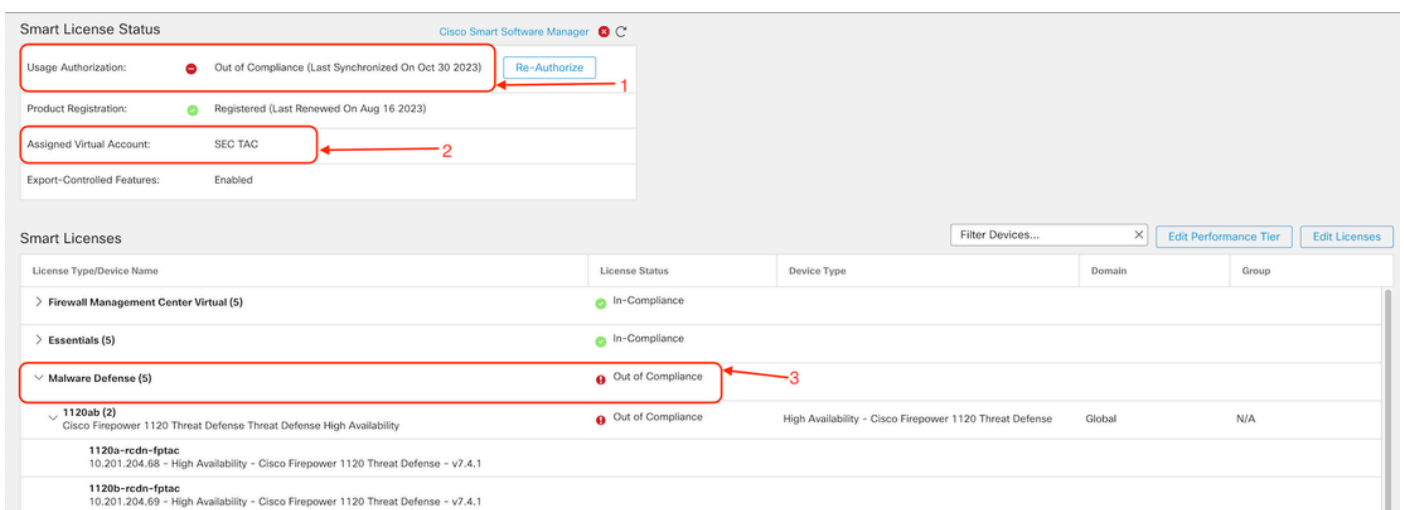 Smart License Status
Cisco Smart Software Manager
Usage Authorization: Out of Compliance (Last Synchronized On Oct 30 2023) Re-Authorize
1
Product Registration: Registered (Last Renewed On Aug 16 2023)
Assigned Virtual Account: SEC TAC
2
Export-Controlled Features: Enabled
Smart Licenses
Filter Devices... X Edit Performance Tier Edit Licenses
License Type/Device Name License Status Device Type Domain Group
Firewall Management Center Virtual (5) In-Compliance
Essentials (5) In-Compliance
Malware Defense (5) Out of Compliance
3
1120ab (2)
Cisco Firepower 1120 Threat Defense Threat Defense High Availability Out of Compliance High Availability - Cisco Firepower 1120 Threat Defense Global N/A
1120a-rcdn-fptac
10.201.204.68 - High Availability - Cisco Firepower 1120 Threat Defense - v7.4.1
1120b-rcdn-fptac
10.201.204.69 - High Availability - Cisco Firepower 1120 Threat Defense - v7.4.1